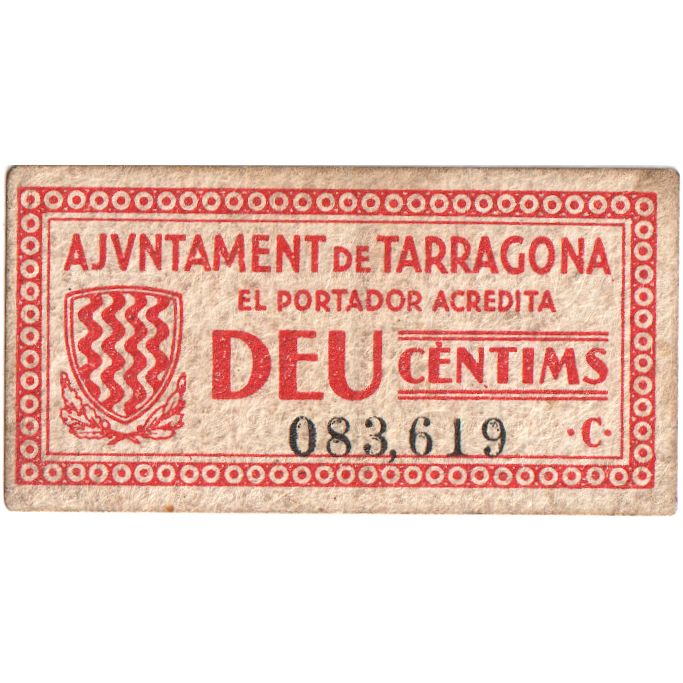 AJVNTAMENT DE TARRAGONA
EL PORTADOR ACREDITA
DEU CÈNTIMS
083,619 ·C·